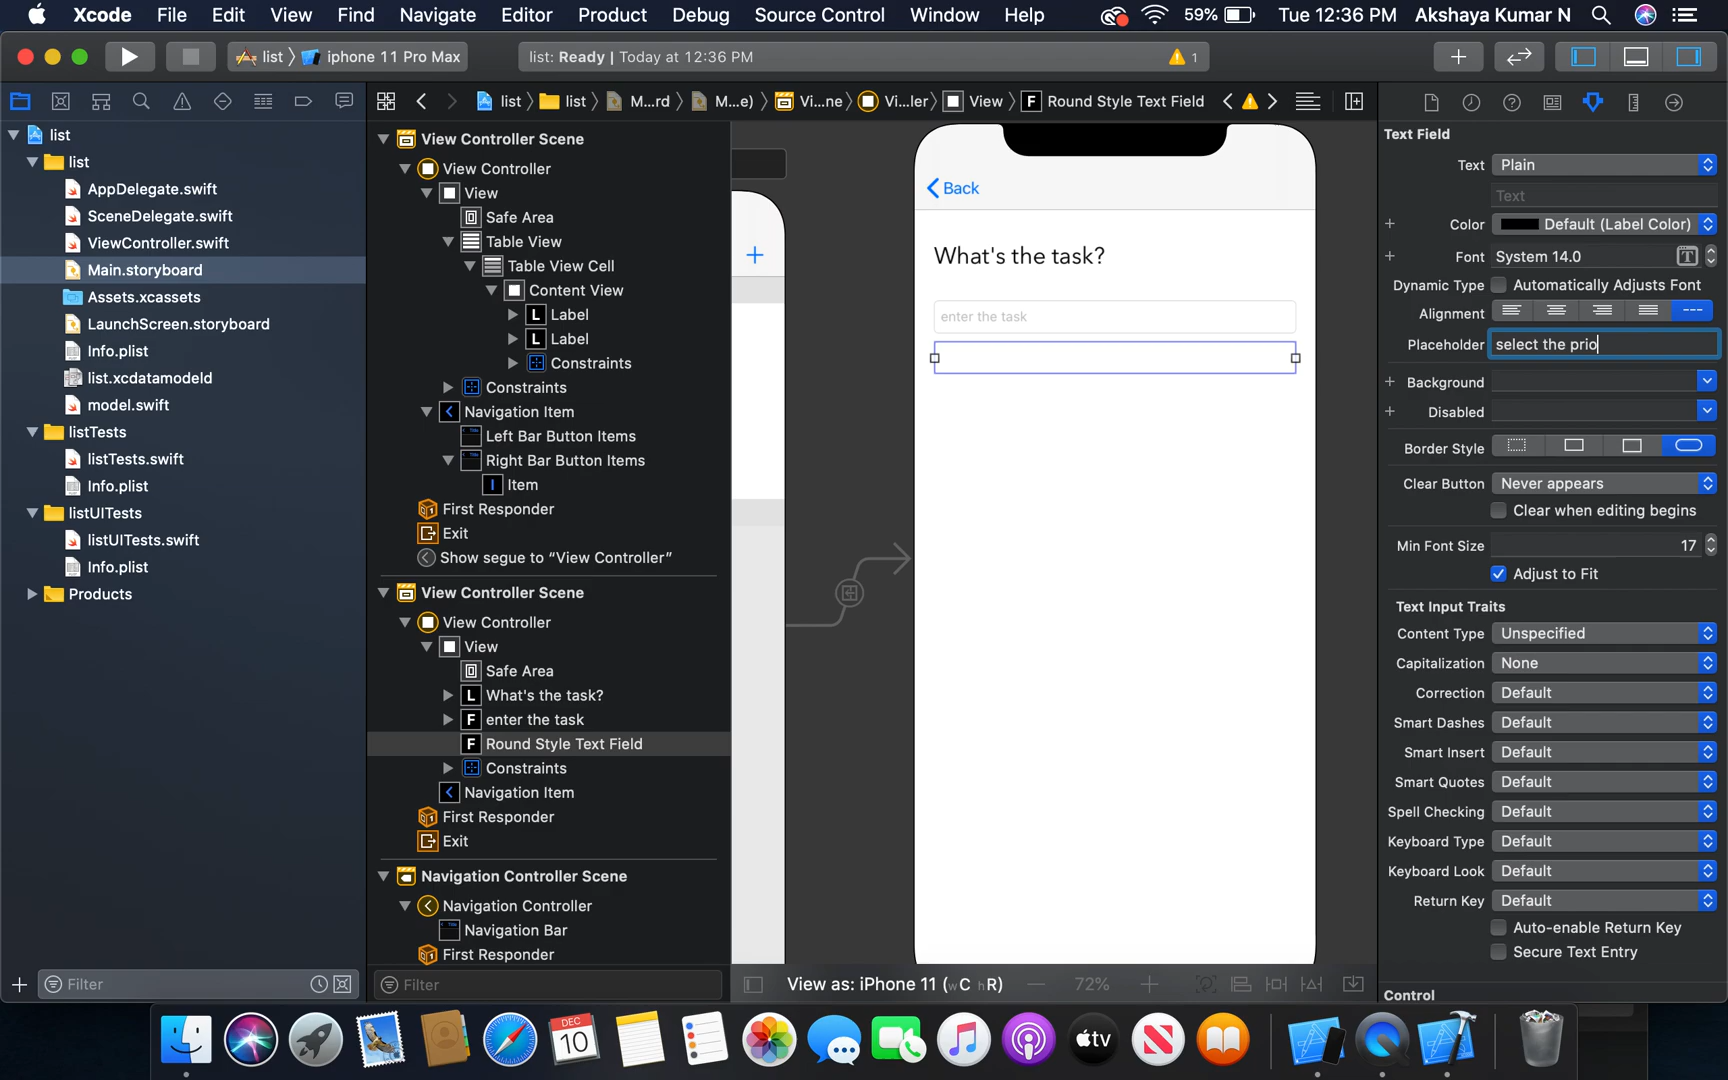 Xcode File Edit View Find Navigate Editor Product Debug Source Control Window Help 59% Tue 12:36 PM Akshaya Kumar N
list iphone 11 Pro Max list: Ready | Today at 12:36 PM 1
list list M...rd M...e) Vi...ne Vi...ler View F Round Style Text Field
list
list
AppDelegate.swift
SceneDelegate.swift
ViewController.swift
Main.storyboard
Assets.xcassets
LaunchScreen.storyboard
Info.plist
list.xcdatamodeld
model.swift
listTests
listTests.swift
Info.plist
listUITests
listUITests.swift
Info.plist
Products
Filter
View Controller Scene
View Controller
View
Safe Area
Table View
Table View Cell
Content View
L Label
L Label
Constraints
Constraints
Navigation Item
Left Bar Button Items
Right Bar Button Items
Item
First Responder
Exit
Show segue to “View Controller”
View Controller Scene
View Controller
View
Safe Area
L What's the task?
F enter the task
F Round Style Text Field
Constraints
Navigation Item
First Responder
Exit
Navigation Controller Scene
Navigation Controller
Navigation Bar
First Responder
Filter
Back
What's the task?
enter the task
View as: iPhone 11 (wC hR) 72%
Text Field
Text Plain
Text
Color Default (Label Color)
Font System 14.0 T
Dynamic Type Automatically Adjusts Font
Alignment
Placeholder select the prio
Background
Disabled
Border Style
Clear Button Never appears
Clear when editing begins
Min Font Size 17
Adjust to Fit
Text Input Traits
Content Type Unspecified
Capitalization None
Correction Default
Smart Dashes Default
Smart Insert Default
Smart Quotes Default
Spell Checking Default
Keyboard Type Default
Keyboard Look Default
Return Key Default
Auto-enable Return Key
Secure Text Entry
Control
DEC
10
tv